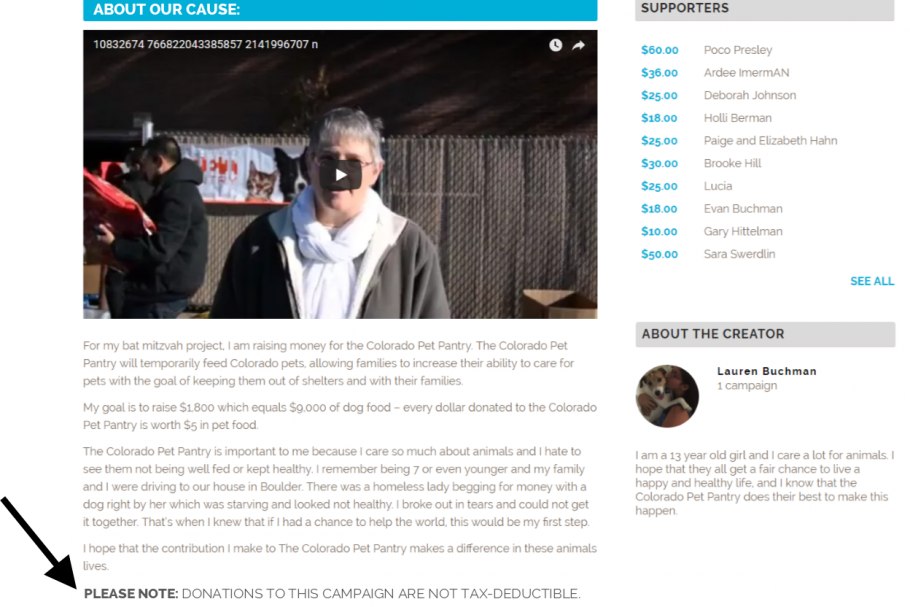 ABOUT OUR CAUSE:
10832674 766822043385857 2141996707 n
For my bat mitzvah project, I am raising money for the Colorado Pet Pantry. The Colorado Pet
Pantry will temporarily feed Colorado pets, allowing families to increase their ability to care for
pets with the goal of keeping them out of shelters and with their families.
My goal is to raise $1,800 which equals $9,000 of dog food – every dollar donated to the Colorado
Pet Pantry is worth $5 in pet food.
The Colorado Pet Pantry is important to me because I care so much about animals and I hate to
see them not being well fed or kept healthy. I remember being 7 or even younger and my family
and I were driving to our house in Boulder. There was a homeless lady begging for money with a
dog right by her which was starving and looked not healthy. I broke out in tears and could not get
it together. That's when I knew that if I had a chance to help the world, this would be my first step.
I hope that the contribution I make to The Colorado Pet Pantry makes a difference in these animals
lives.
PLEASE NOTE: DONATIONS TO THIS CAMPAIGN ARE NOT TAX-DEDUCTIBLE.
SUPPORTERS
$60.00 Poco Presley
$36.00 Ardee ImermAN
$25.00 Deborah Johnson
$18.00 Holli Berman
$25.00 Paige and Elizabeth Hahn
$30.00 Brooke Hill
$25.00 Lucia
$18.00 Evan Buchman
$10.00 Gary Hittelman
$50.00 Sara Swerdlin
SEE ALL
ABOUT THE CREATOR
Lauren Buchman
1 campaign
I am a 13 year old girl and I care a lot for animals. I
hope that they all get a fair chance to live a
happy and healthy life, and I know that the
Colorado Pet Pantry does their best to make this
happen.